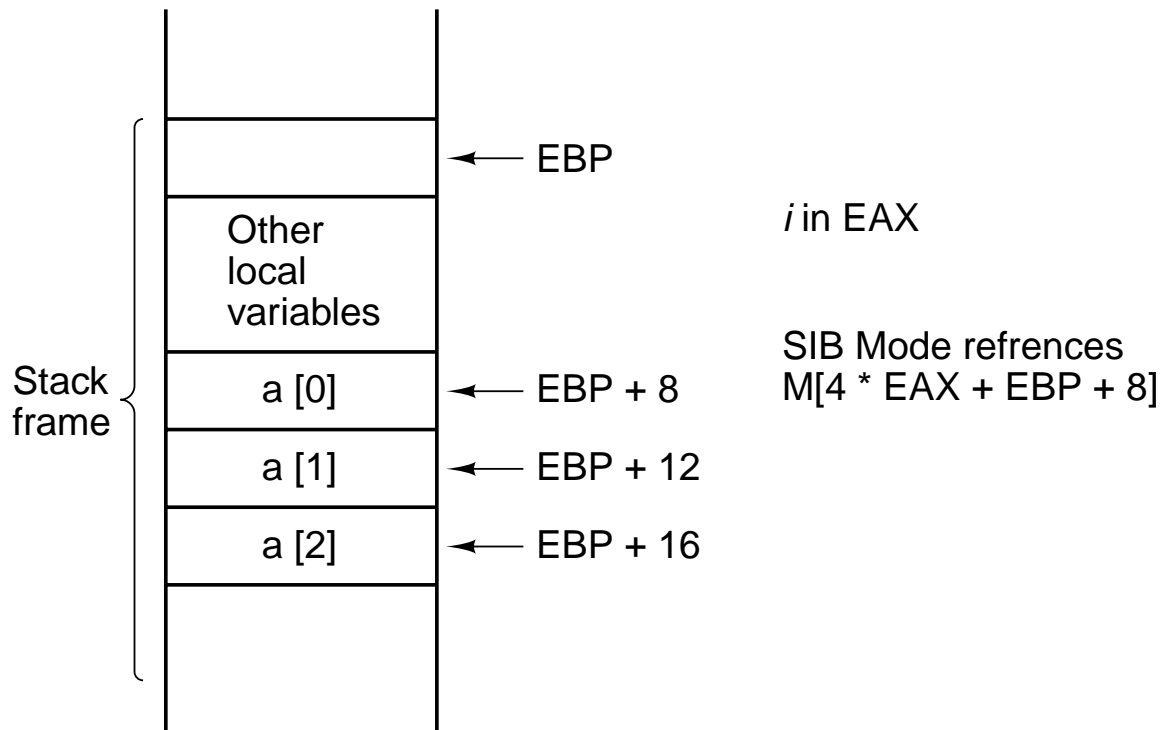 EBP
i in EAX
Other
local
variables
SIB Mode refrences
M[4 * EAX + EBP + 8]
Stack
frame
a [0]
EBP + 8
a [1]
EBP + 12
a [2]
EBP + 16